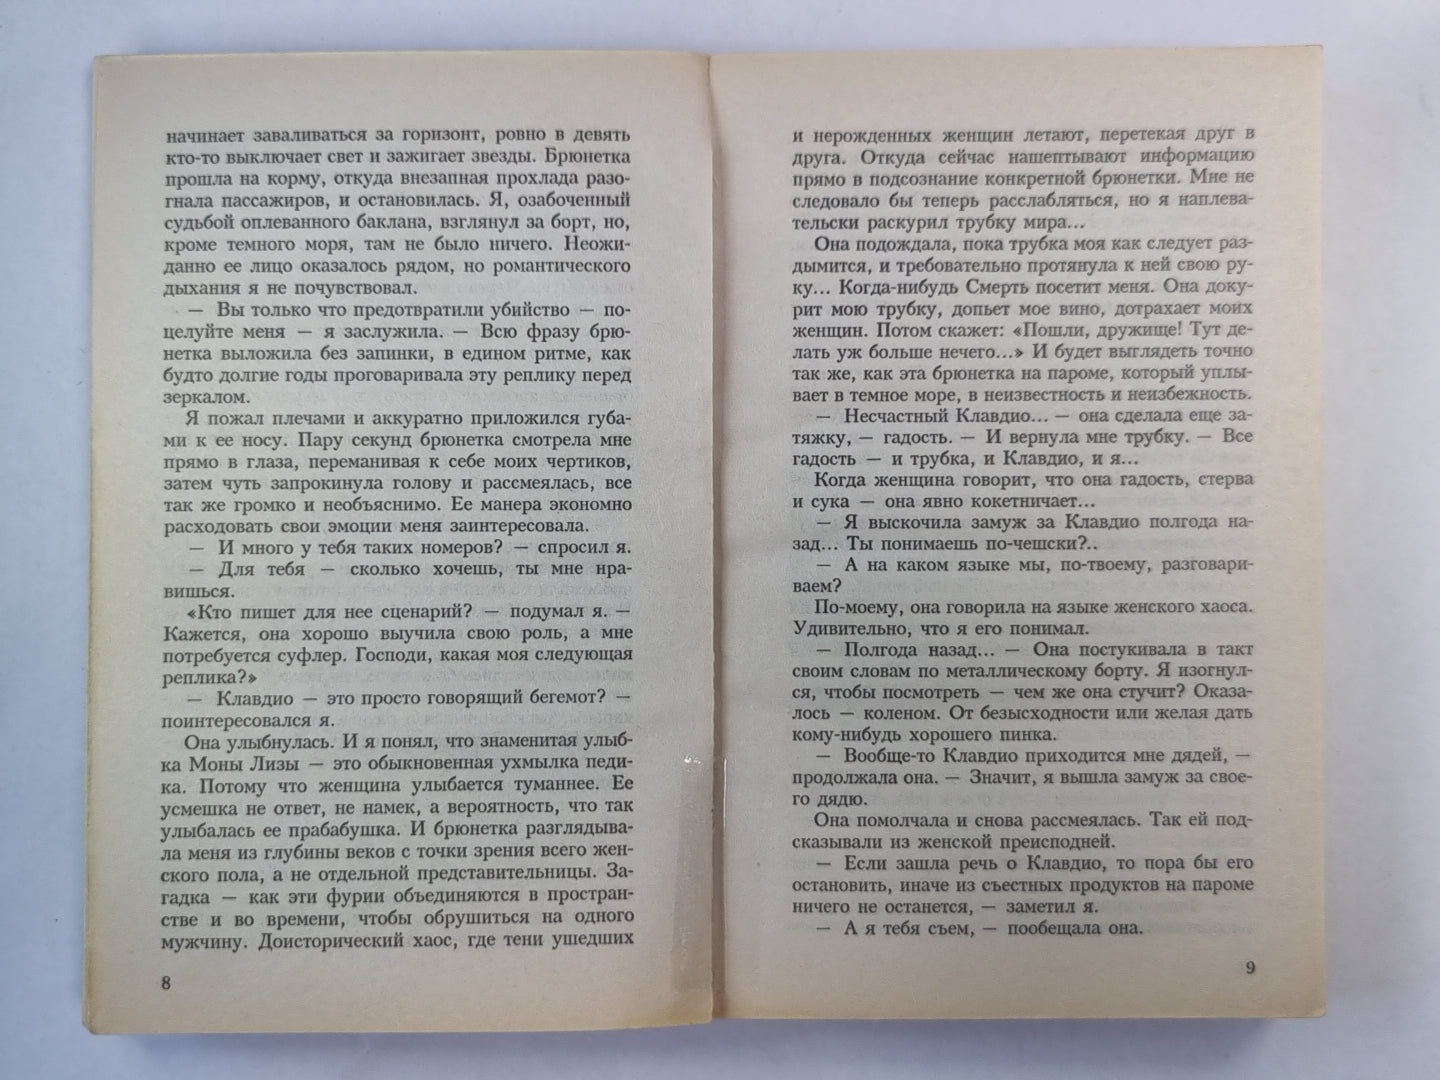 начинает заваливаться за горизонт, ровно в девять
кто-то выключает свет и зажигает звезды. Брюнетка
прошла на корму, откуда внезапная прохлада разо-
гнала пассажиров, и остановилась. Я, озабоченный
судьбой оплеванного баклана, взглянул за борт, но,
кроме темного моря, там не было ничего. Неожи-
данно ее лицо оказалось рядом, но романтического
дыхания я не почувствовал.
— Вы только что предотвратили убийство — по-
целуйте меня — я заслужила. — Всю фразу брю-
нетка выложила без запинки, в едином ритме, как
будто долгие годы проговаривала эту реплику перед
зеркалом.
Я пожал плечами и аккуратно приложился губа-
ми к ее носу. Пару секунд брюнетка смотрела мне
прямо в глаза, переманивая к себе моих чертиков,
затем чуть запрокинула голову и рассмеялась, все
так же громко и необъяснимо. Ее манера экономно
расходовать свои эмоции меня заинтересовала.
— И много у тебя таких номеров? — спросил я.
— Для тебя — сколько хочешь, ты мне нра-
вишься.
«Кто пишет для нее сценарий? — подумал я. —
Кажется, она хорошо выучила свою роль, а мне
потребуется суфлер. Господи, какая моя следующая
реплика?»
— Клавдио — это просто говорящий бегемот? —
поинтересовался я.
Она улыбнулась. И я понял, что знаменитая улыб-
ка Моны Лизы — это обыкновенная ухмылка педи-
ка. Потому что женщина улыбается туманнее. Ее
усмешка не ответ, не намек, а вероятность, что так
улыбалась ее прабабушка. И брюнетка разглядыва-
ла меня из глубины веков с точки зрения всего жен-
ского пола, а не отдельной представительницы. За-
гадка — как эти фурии объединяются в простран-
стве и во времени, чтобы обрушиться на одного
мужчину. Доисторический хаос, где тени ушедших
8
и нерожденных женщин летают, перетекая друг в
друга. Откуда сейчас нашептывают информацию
прямо в подсознание конкретной брюнетки. Мне не
следовало бы теперь расслабляться, но я наплева-
тельски раскурил трубку мира...
Она подождала, пока трубка моя как следует раз-
дымится, и требовательно протянула к ней свою ру-
ку... Когда-нибудь Смерть посетит меня. Она доку-
рит мою трубку, допьет мое вино, дотрахает моих
женщин. Потом скажет: «Пошли, дружище! Тут де-
лать уж больше нечего...» И будет выглядеть точно
так же, как эта брюнетка на пароме, который уплы-
вает в темное море, в неизвестность и неизбежность.
— Несчастный Клавдио... — она сделала еще за-
тяжку, — гадость. — И вернула мне трубку. — Все
гадость — и трубка, и Клавдио, и я...
Когда женщина говорит, что она гадость, стерва
и сука — она явно кокетничает...
— Я выскочила замуж за Клавдио полгода на-
зад... Ты понимаешь по-чешски?..
— А на каком языке мы, по-твоему, разговари-
ваем?
По-моему, она говорила на языке женского хаоса.
Удивительно, что я его понимал.
— Полгода назад... — Она постукивала в такт
своим словам по металлическому борту. Я изогнул-
ся, чтобы посмотреть — чем же она стучит? Оказа-
лось — коленом. От безысходности или желая дать
кому-нибудь хорошего пинка.
— Вообще-то Клавдио приходится мне дядей, —
продолжала она. — Значит, я вышла замуж за свое-
го дядю.
Она помолчала и снова рассмеялась. Так ей под-
сказывали из женской преисподней.
— Если зашла речь о Клавдио, то пора бы его
остановить, иначе из съестных продуктов на пароме
ничего не останется, — заметил я.
— А я тебя съем, — пообещала она.
9